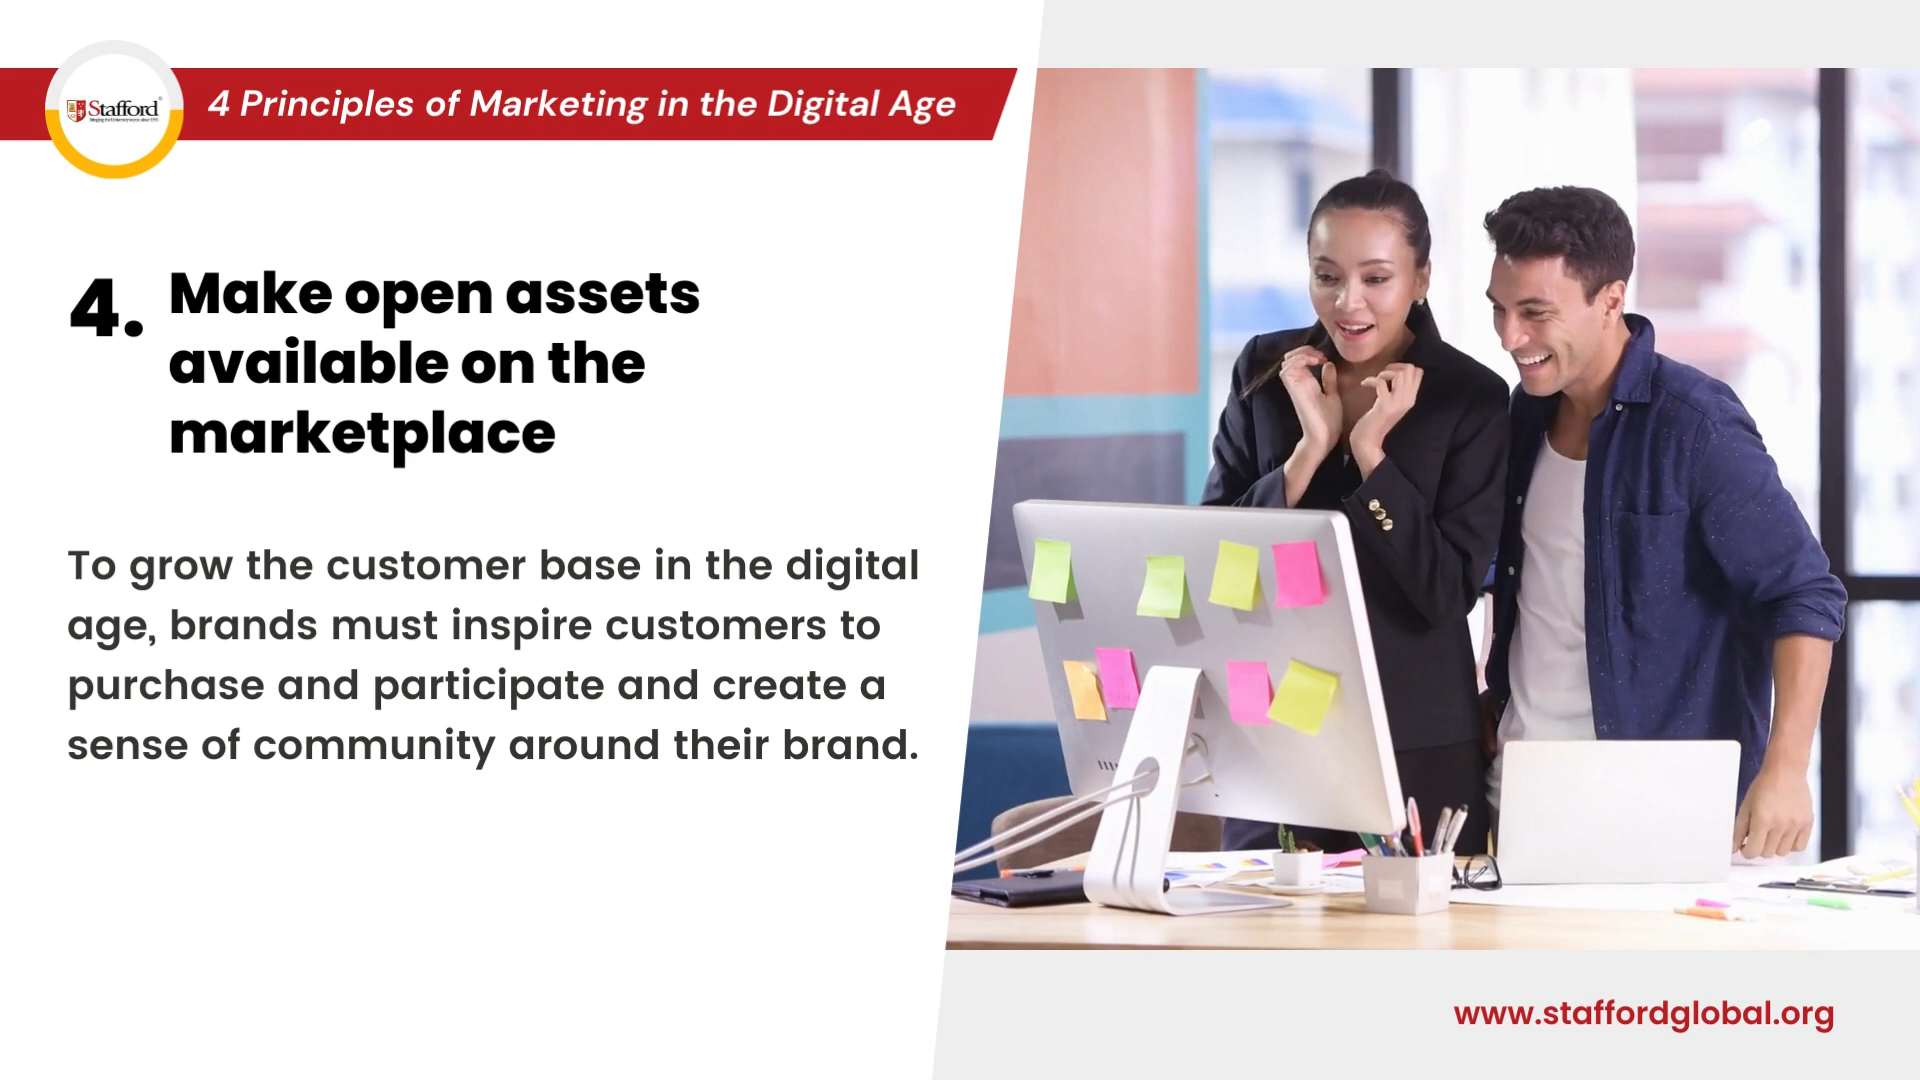 Stafford
4 Principles of Marketing in the Digital Age
4. Make open assets
available on the
marketplace
To grow the customer base in the digital
age, brands must inspire customers to
purchase and participate and create a
sense of community around their brand.
www.staffordglobal.org